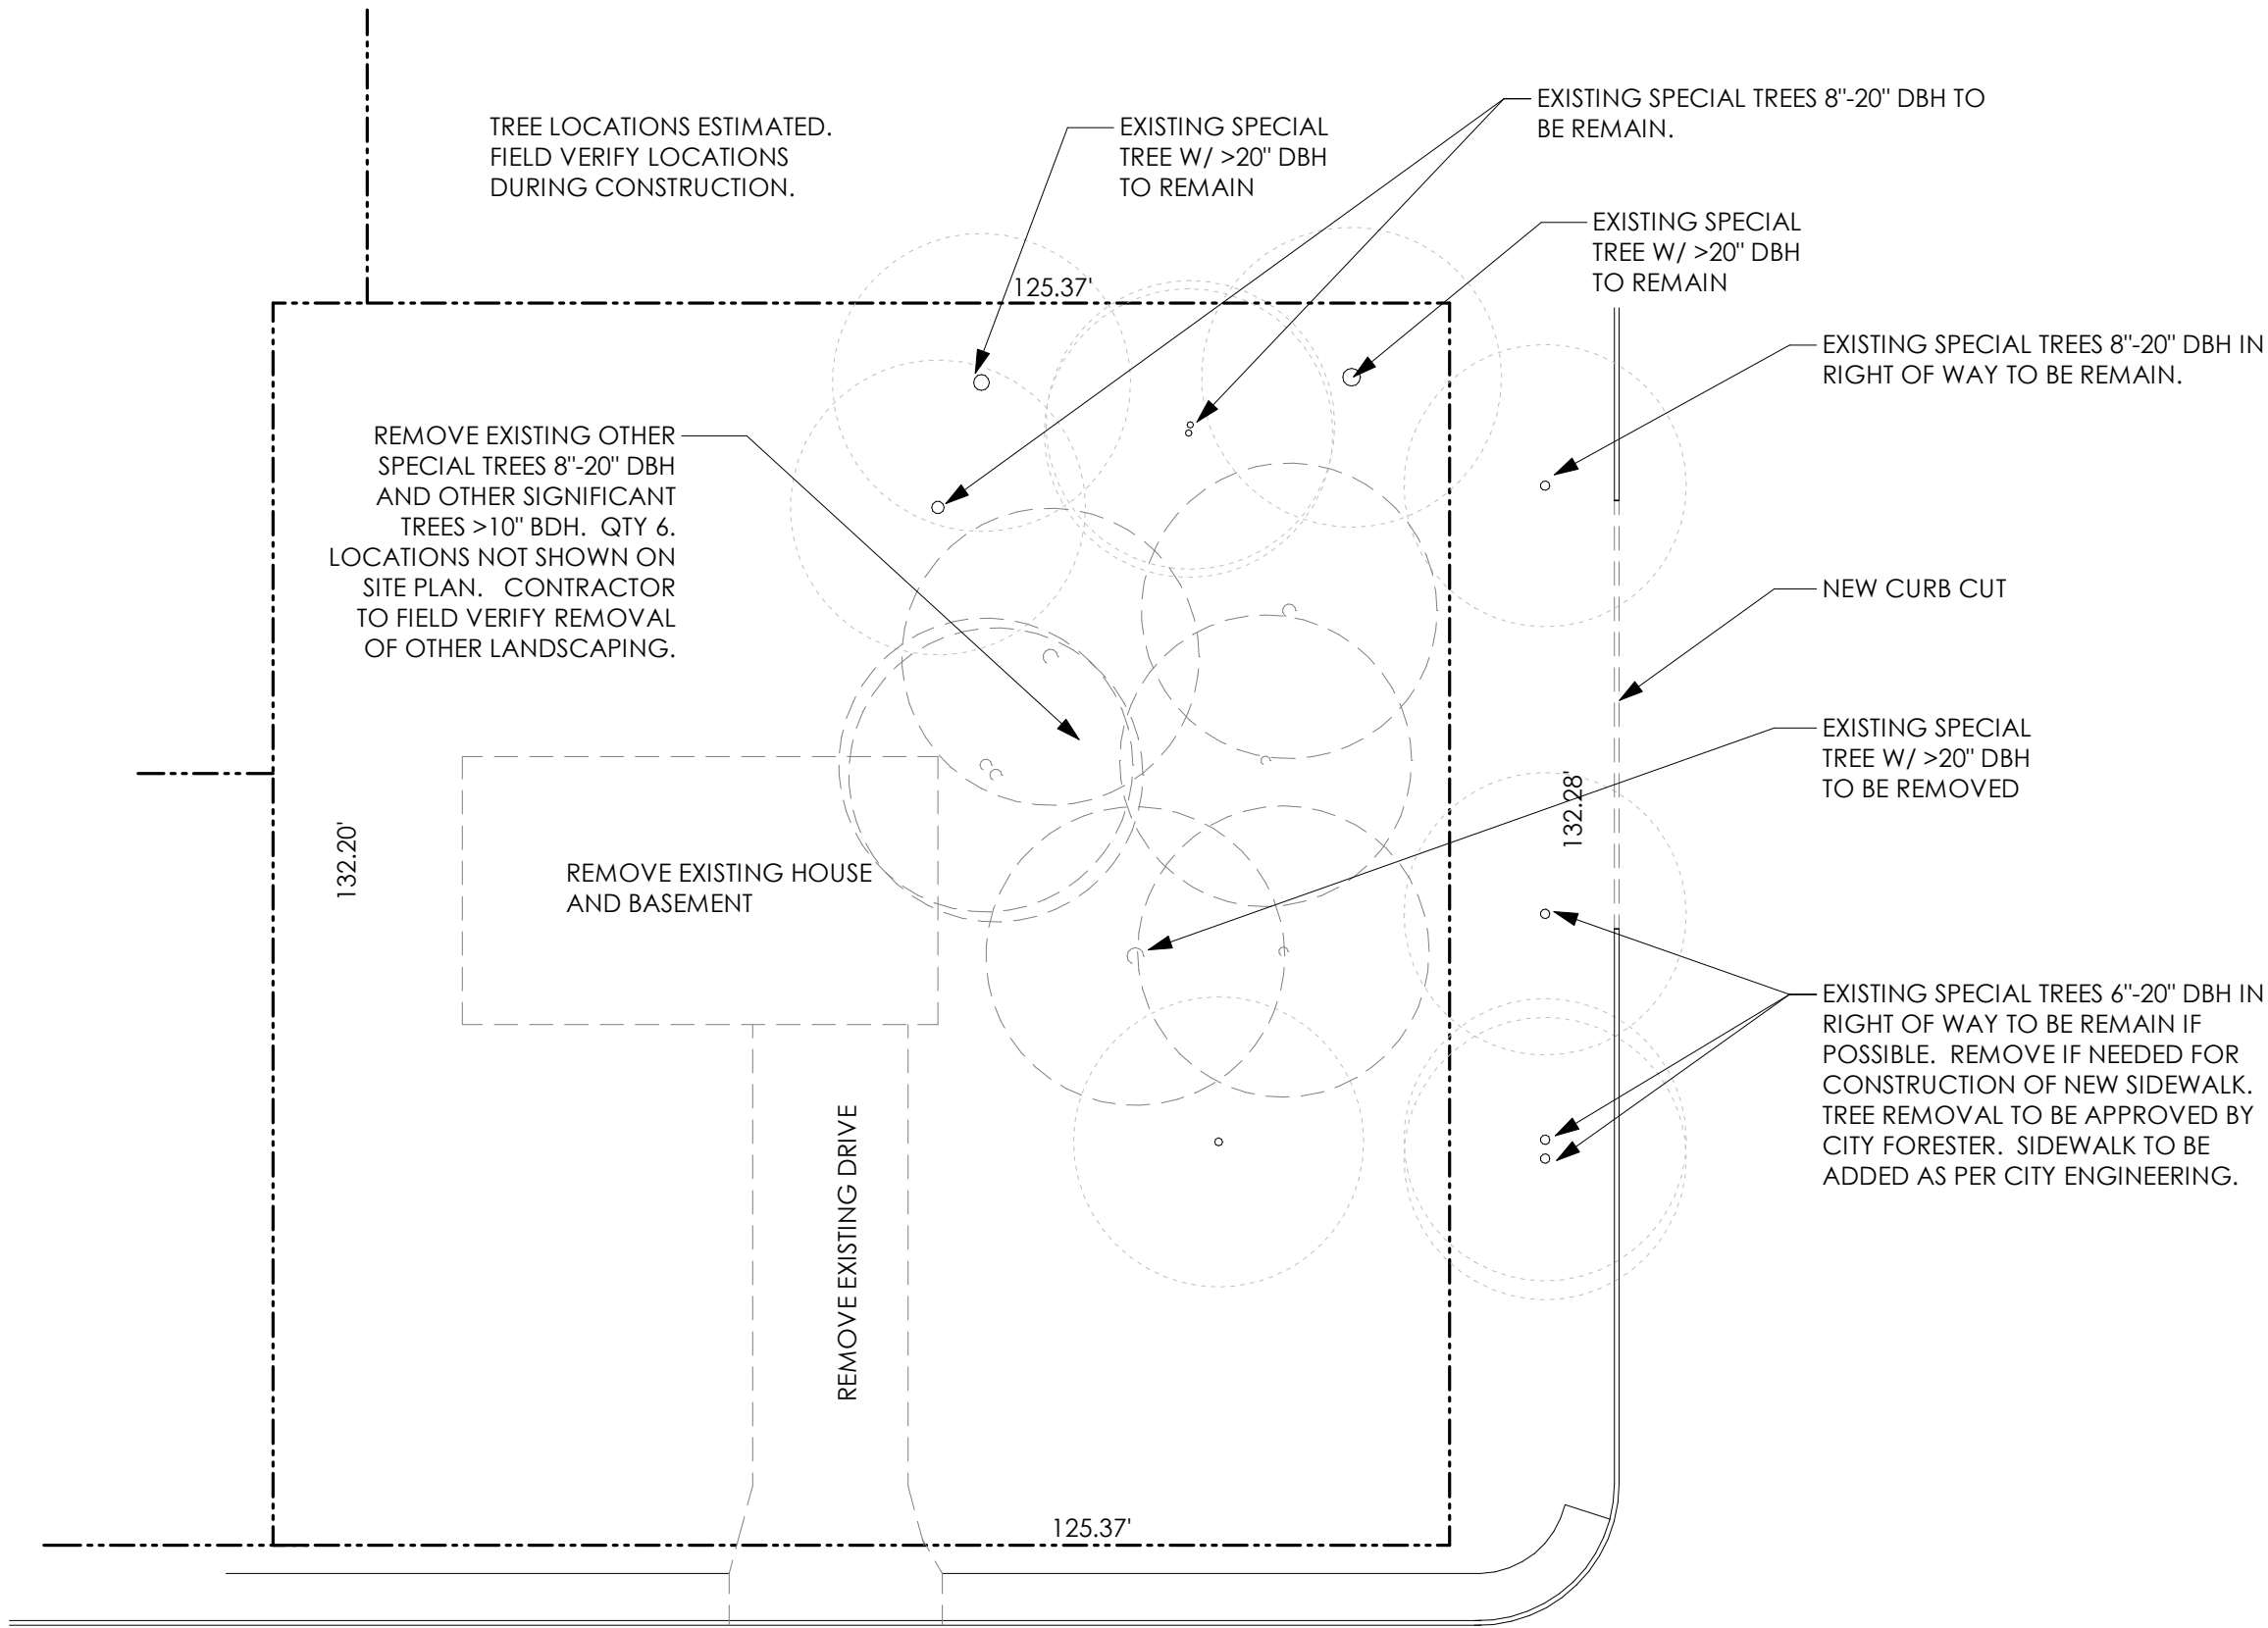 TREE LOCATIONS ESTIMATED.
FIELD VERIFY LOCATIONS
DURING CONSTRUCTION.
EXISTING SPECIAL
TREE W/ >20" DBH
TO REMAIN
EXISTING SPECIAL TREES 8"-20" DBH TO
BE REMAIN.
EXISTING SPECIAL
TREE W/ >20" DBH
TO REMAIN
125.37'
EXISTING SPECIAL TREES 8"-20" DBH IN
RIGHT OF WAY TO BE REMAIN.
REMOVE EXISTING OTHER
SPECIAL TREES 8"-20" DBH
AND OTHER SIGNIFICANT
TREES >10" BDH. QTY 6.
LOCATIONS NOT SHOWN ON
SITE PLAN. CONTRACTOR
TO FIELD VERIFY REMOVAL
OF OTHER LANDSCAPING.
NEW CURB CUT
EXISTING SPECIAL
TREE W/ >20" DBH
TO BE REMOVED
132.28'
132.20'
REMOVE EXISTING HOUSE
AND BASEMENT
EXISTING SPECIAL TREES 6"-20" DBH IN
RIGHT OF WAY TO BE REMAIN IF
POSSIBLE. REMOVE IF NEEDED FOR
CONSTRUCTION OF NEW SIDEWALK.
TREE REMOVAL TO BE APPROVED BY
CITY FORESTER. SIDEWALK TO BE
ADDED AS PER CITY ENGINEERING.
REMOVE EXISTING DRIVE
125.37'